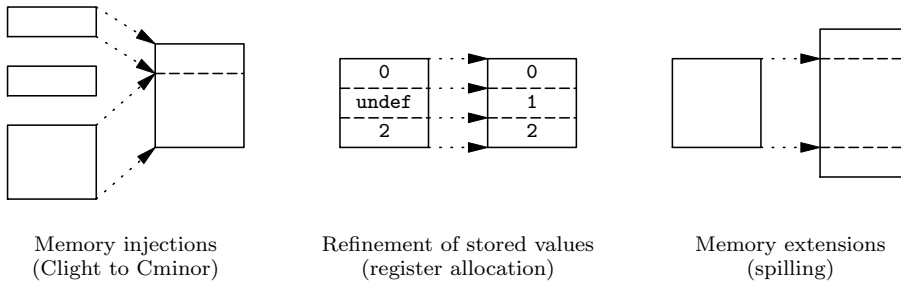 0 0
undef 1
2 2
Memory injections
(Clight to Cminor)
Refinement of stored values
(register allocation)
Memory extensions
(spilling)